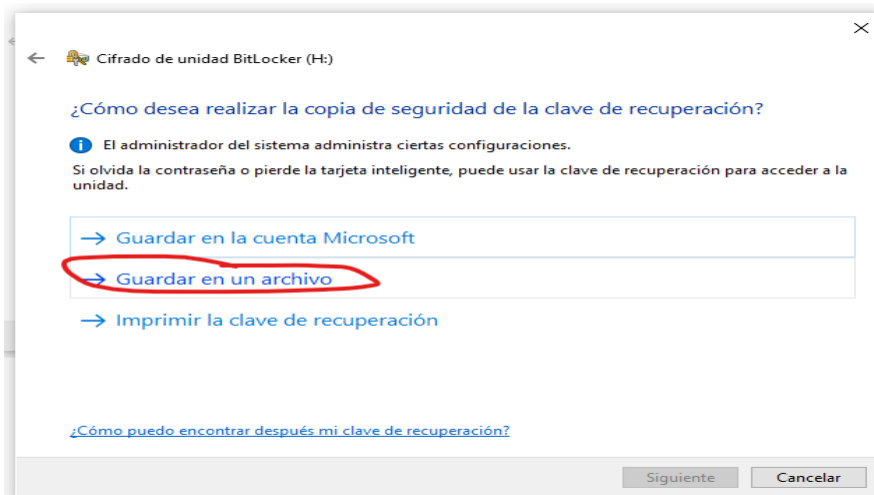 Cifrado de unidad BitLocker (H:)
¿Cómo desea realizar la copia de seguridad de la clave de recuperación?
El administrador del sistema administra ciertas configuraciones.
Si olvida la contraseña o pierde la tarjeta inteligente, puede usar la clave de recuperación para acceder a la
unidad.
Guardar en la cuenta Microsoft
Guardar en un archivo
Imprimir la clave de recuperación
¿Cómo puedo encontrar después mi clave de recuperación?
Siguiente Cancelar